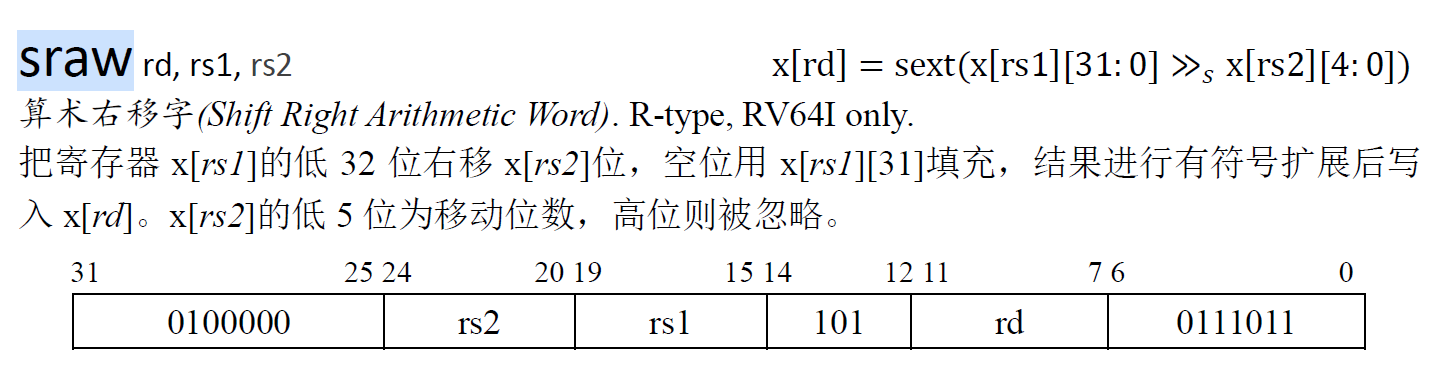 sraw rd, rs1, rs2 x[rd] = sext(x[rs1][31:0] ≫ₛ x[rs2][4:0])
算术右移字(Shift Right Arithmetic Word). R-type, RV64I only.
把寄存器 x[rs1]的低 32 位右移 x[rs2]位，空位用 x[rs1][31]填充，结果进行有符号扩展后写
入 x[rd]。x[rs2]的低 5 位为移动位数，高位则被忽略。
31 25 24 20 19 15 14 12 11 7 6 0
0100000 rs2 rs1 101 rd 0111011